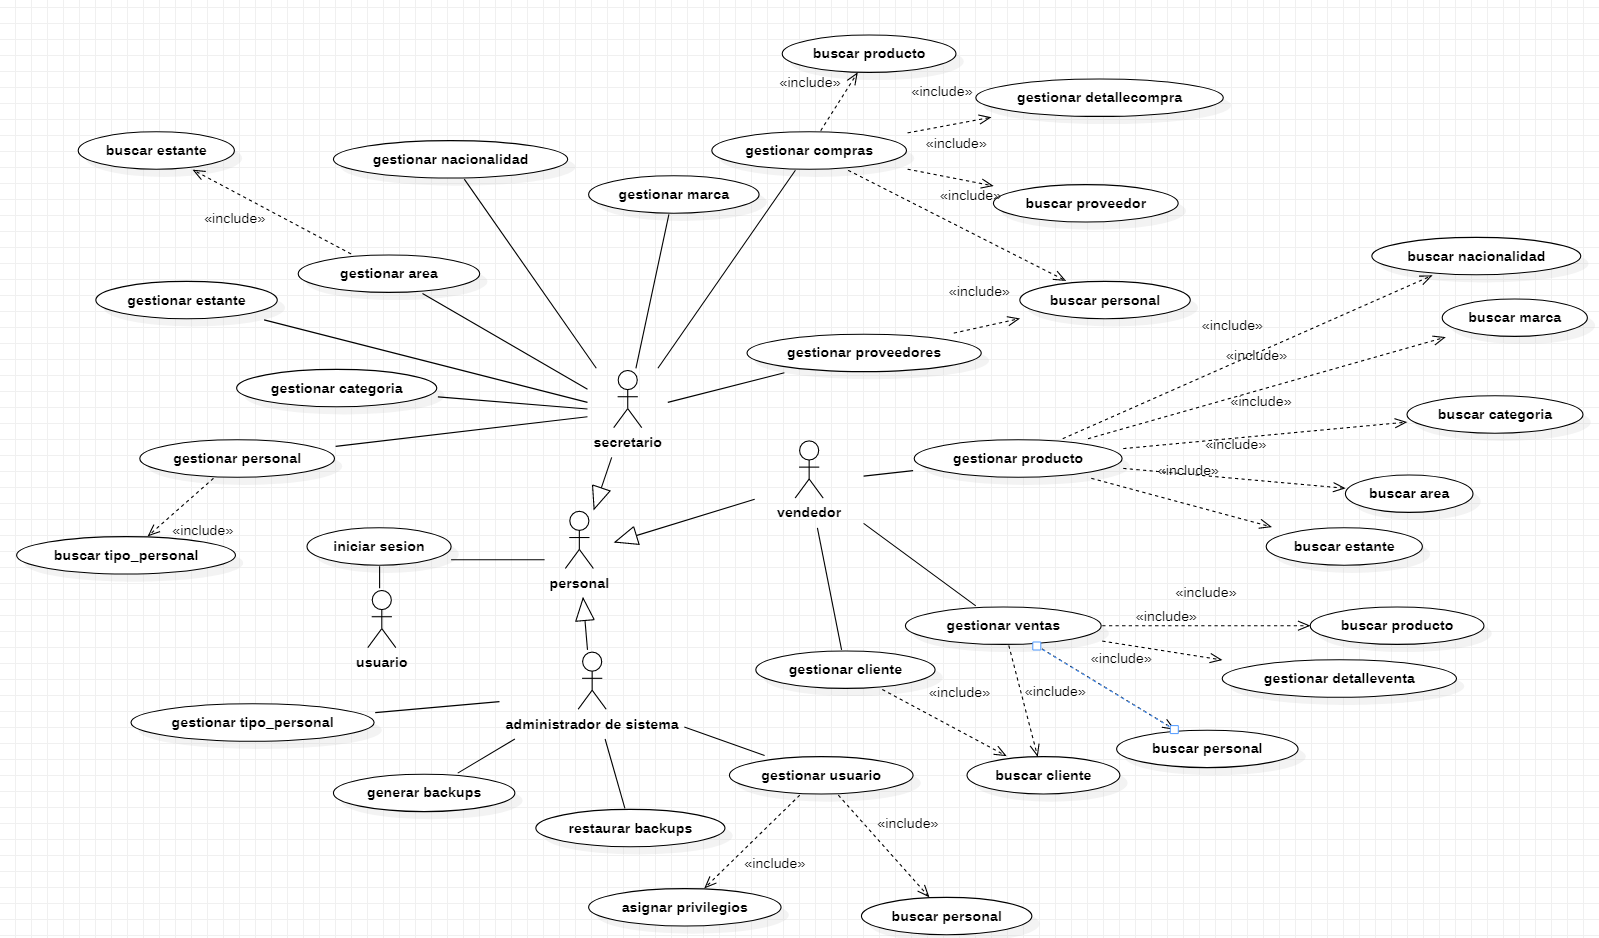 buscar producto
«include»
«include»
gestionar detallecompra
buscar estante
gestionar nacionalidad
gestionar compras
«include»
gestionar marca
«include»
buscar proveedor
«include»
gestionar area
buscar nacionalidad
gestionar estante
«include»
buscar personal
buscar marca
«include»
gestionar proveedores
«include»
gestionar categoria
«include»
buscar categoria
secretario
«include»
gestionar personal
gestionar producto
«include»
buscar area
vendedor
«include»
buscar tipo_personal
iniciar sesion
buscar estante
personal
«include»
gestionar ventas
«include»
buscar producto
usuario
gestionar cliente
«include»
gestionar detalleventa
«include»
«include»
gestionar tipo_personal
administrador de sistema
buscar personal
gestionar usuario
buscar cliente
generar backups
restaurar backups
«include»
«include»
asignar privilegios
buscar personal